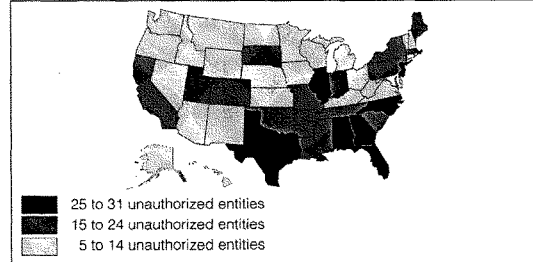 25 to 31 unauthorized entities
15 to 24 unauthorized entities
5 to 14 unauthorized entities